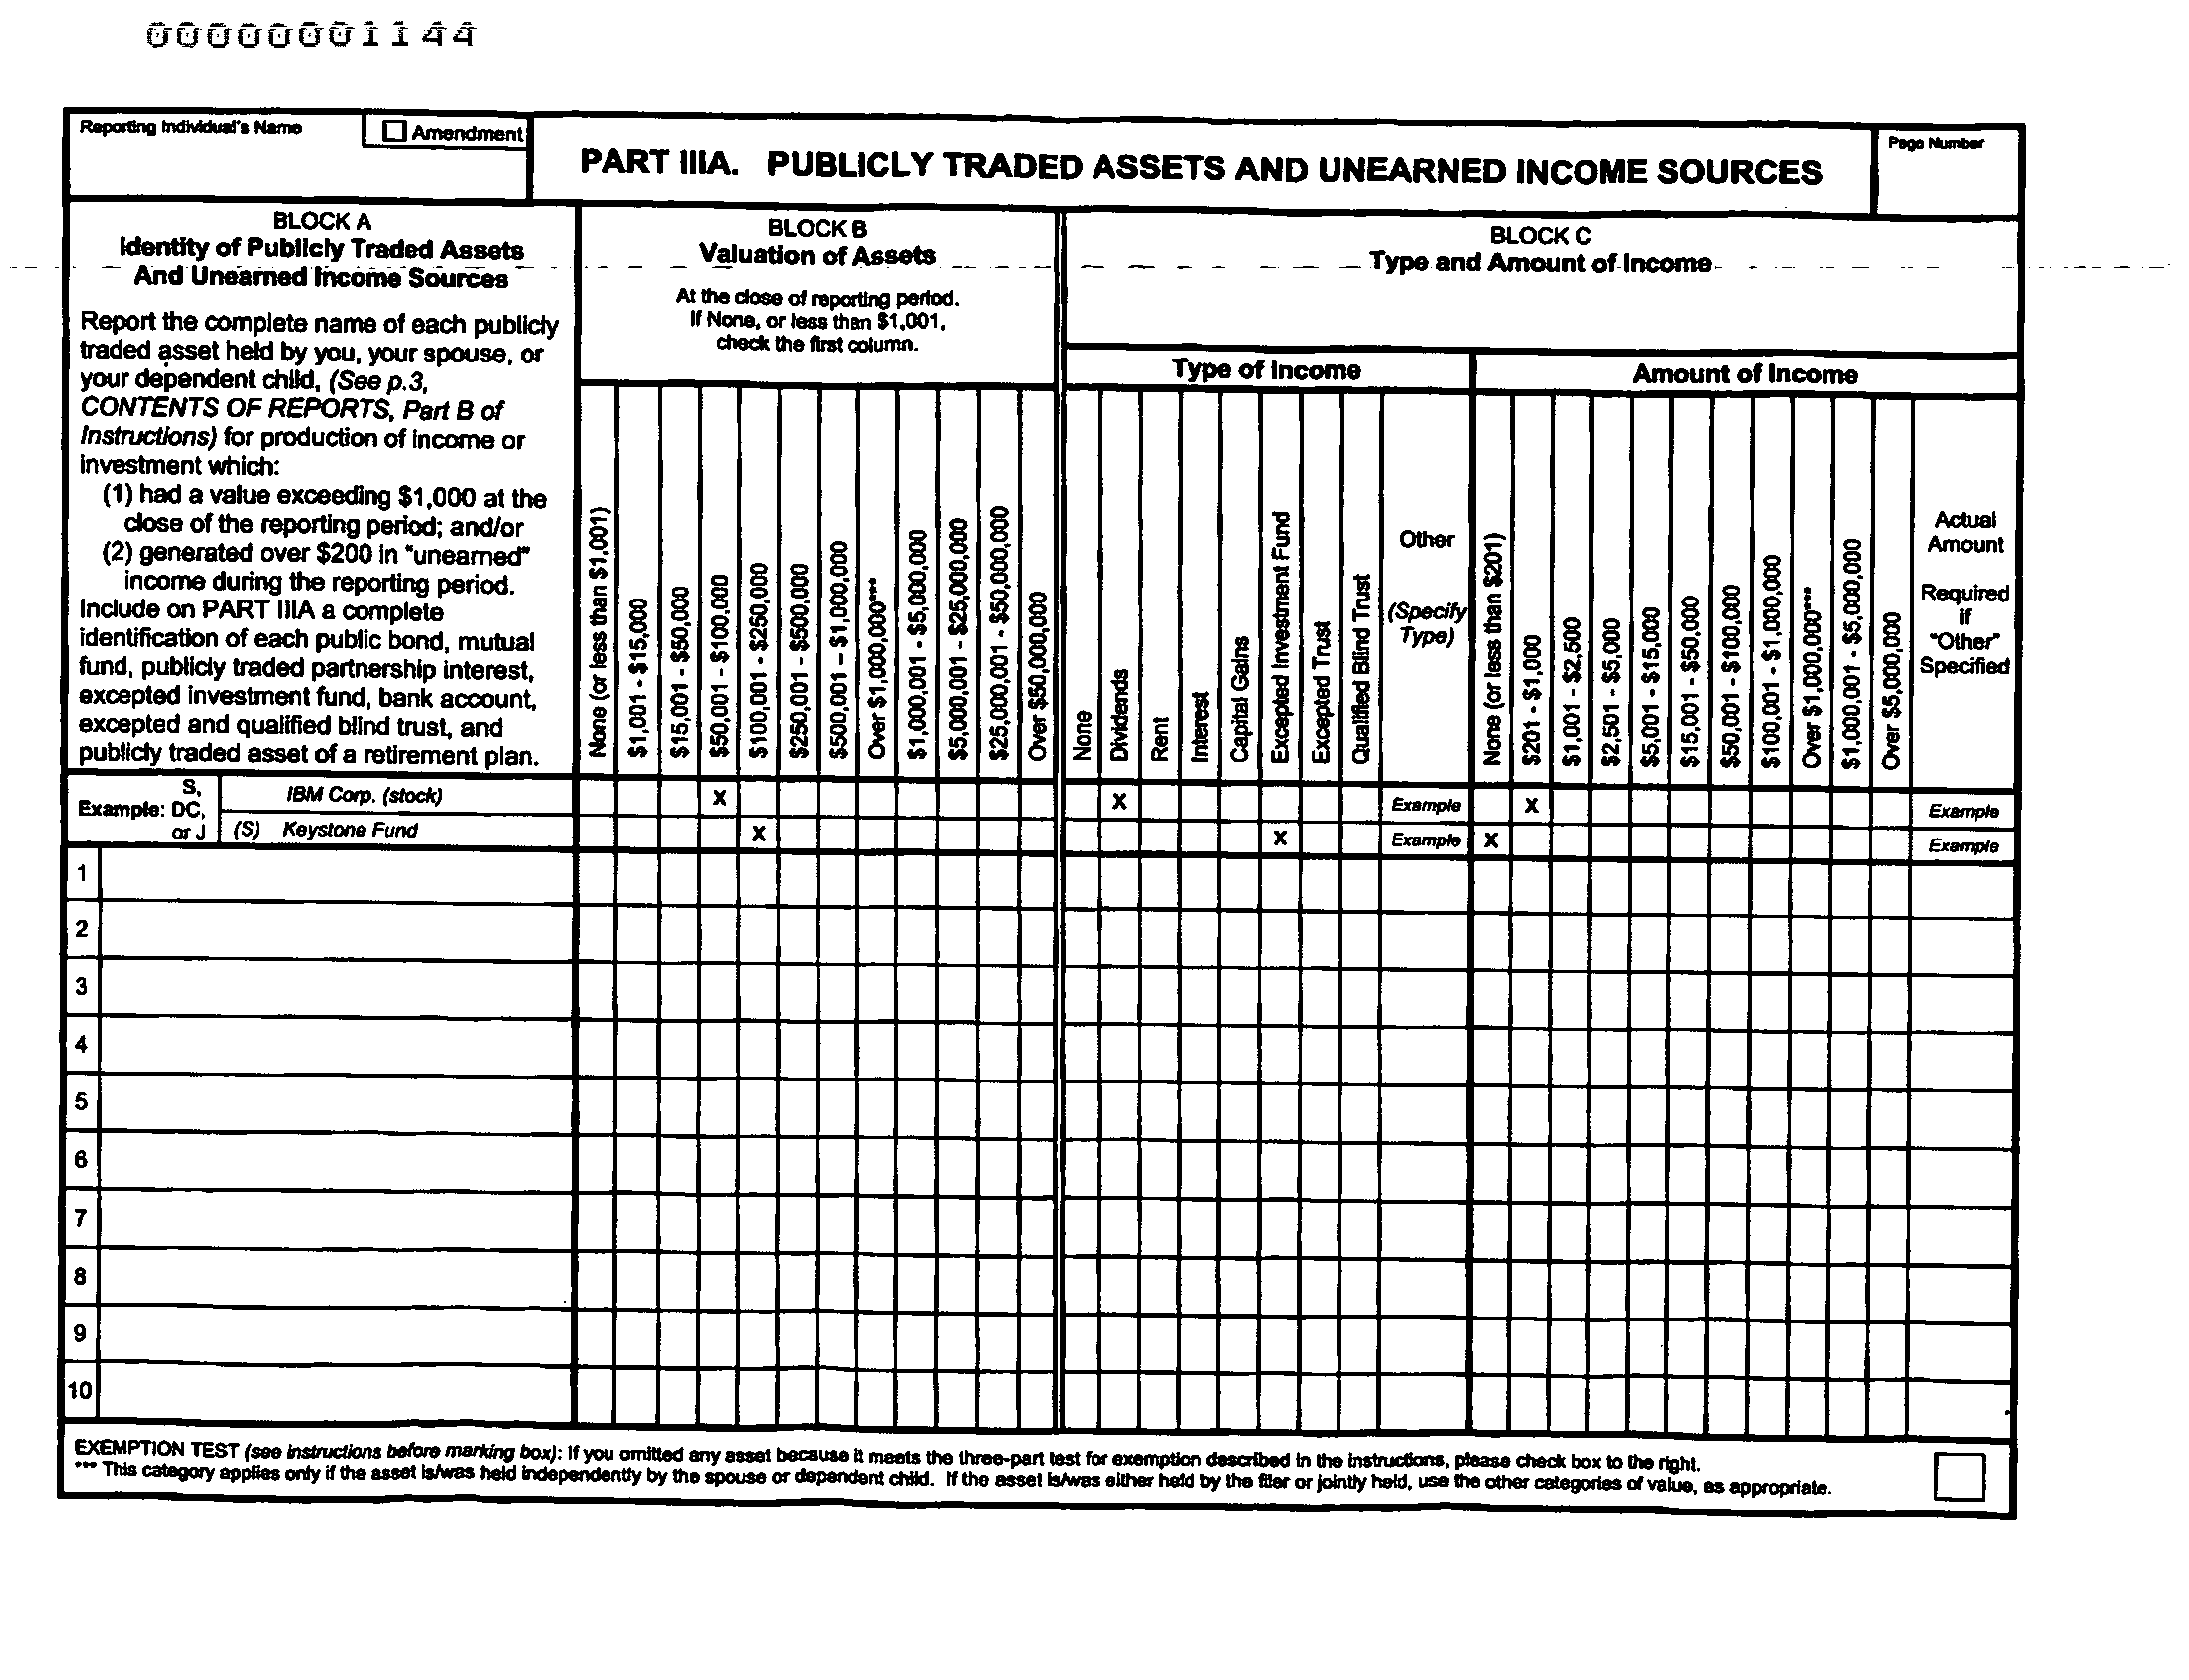 00000001144
Reporting Individual's Name
Amendment
PART IIIA. PUBLICLY TRADED ASSETS AND UNEARNED INCOME SOURCES
Page Number
BLOCK A
Identity of Publicly Traded Assets
And Unearned Income Sources
Report the complete name of each publicly
traded asset held by you, your spouse, or
your dependent child, (See p.3,
CONTENTS OF REPORTS, Part B of
Instructions) for production of income or
investment which:
(1) had a value exceeding $1,000 at the
close of the reporting period; and/or
(2) generated over $200 in "unearned"
income during the reporting period.
Include on PART IIIA a complete
identification of each public bond, mutual
fund, publicly traded partnership interest,
excepted investment fund, bank account,
excepted and qualified blind trust, and
publicly traded asset of a retirement plan.
BLOCK B
Valuation of Assets
At the close of reporting period.
If None, or less than $1,001,
check the first column.
None (or less than $1,001)
$1,001 - $15,000
$15,001 - $50,000
$50,001 - $100,000
$100,001 - $250,000
$250,001 - $500,000
$500,001 – $1,000,000
Over $1,000,000***
$1,000,001 - $5,000,000
$5,000,001 - $25,000,000
$25,000,001 - $50,000,000
Over $50,000,000
BLOCK C
Type and Amount of Income
Type of Income
None
Dividends
Rent
Interest
Capital Gains
Excepted Investment Fund
Excepted Trust
Qualified Blind Trust
Other
(Specify
Type)
Amount of Income
None (or less than $201)
$201 - $1,000
$1,001 - $2,500
$2,501 - $5,000
$5,001 - $15,000
$15,001 - $50,000
$50,001 - $100,000
$100,001 - $1,000,000
Over $1,000,000***
$1,000,001 - $5,000,000
Over $5,000,000
Actual
Amount
Required
if
"Other"
Specified
S,
Example: DC,
or J
IBM Corp. (stock) X X Example X Example
(S) Keystone Fund X X Example X Example
1
2
3
4
5
6
7
8
9
10
EXEMPTION TEST (see instructions before marking box): If you omitted any asset because it meets the three-part test for exemption described in the instructions, please check box to the right.
*** This category applies only if the asset is/was held independently by the spouse or dependent child. If the asset is/was either held by the filer or jointly held, use the other categories of value, as appropriate.